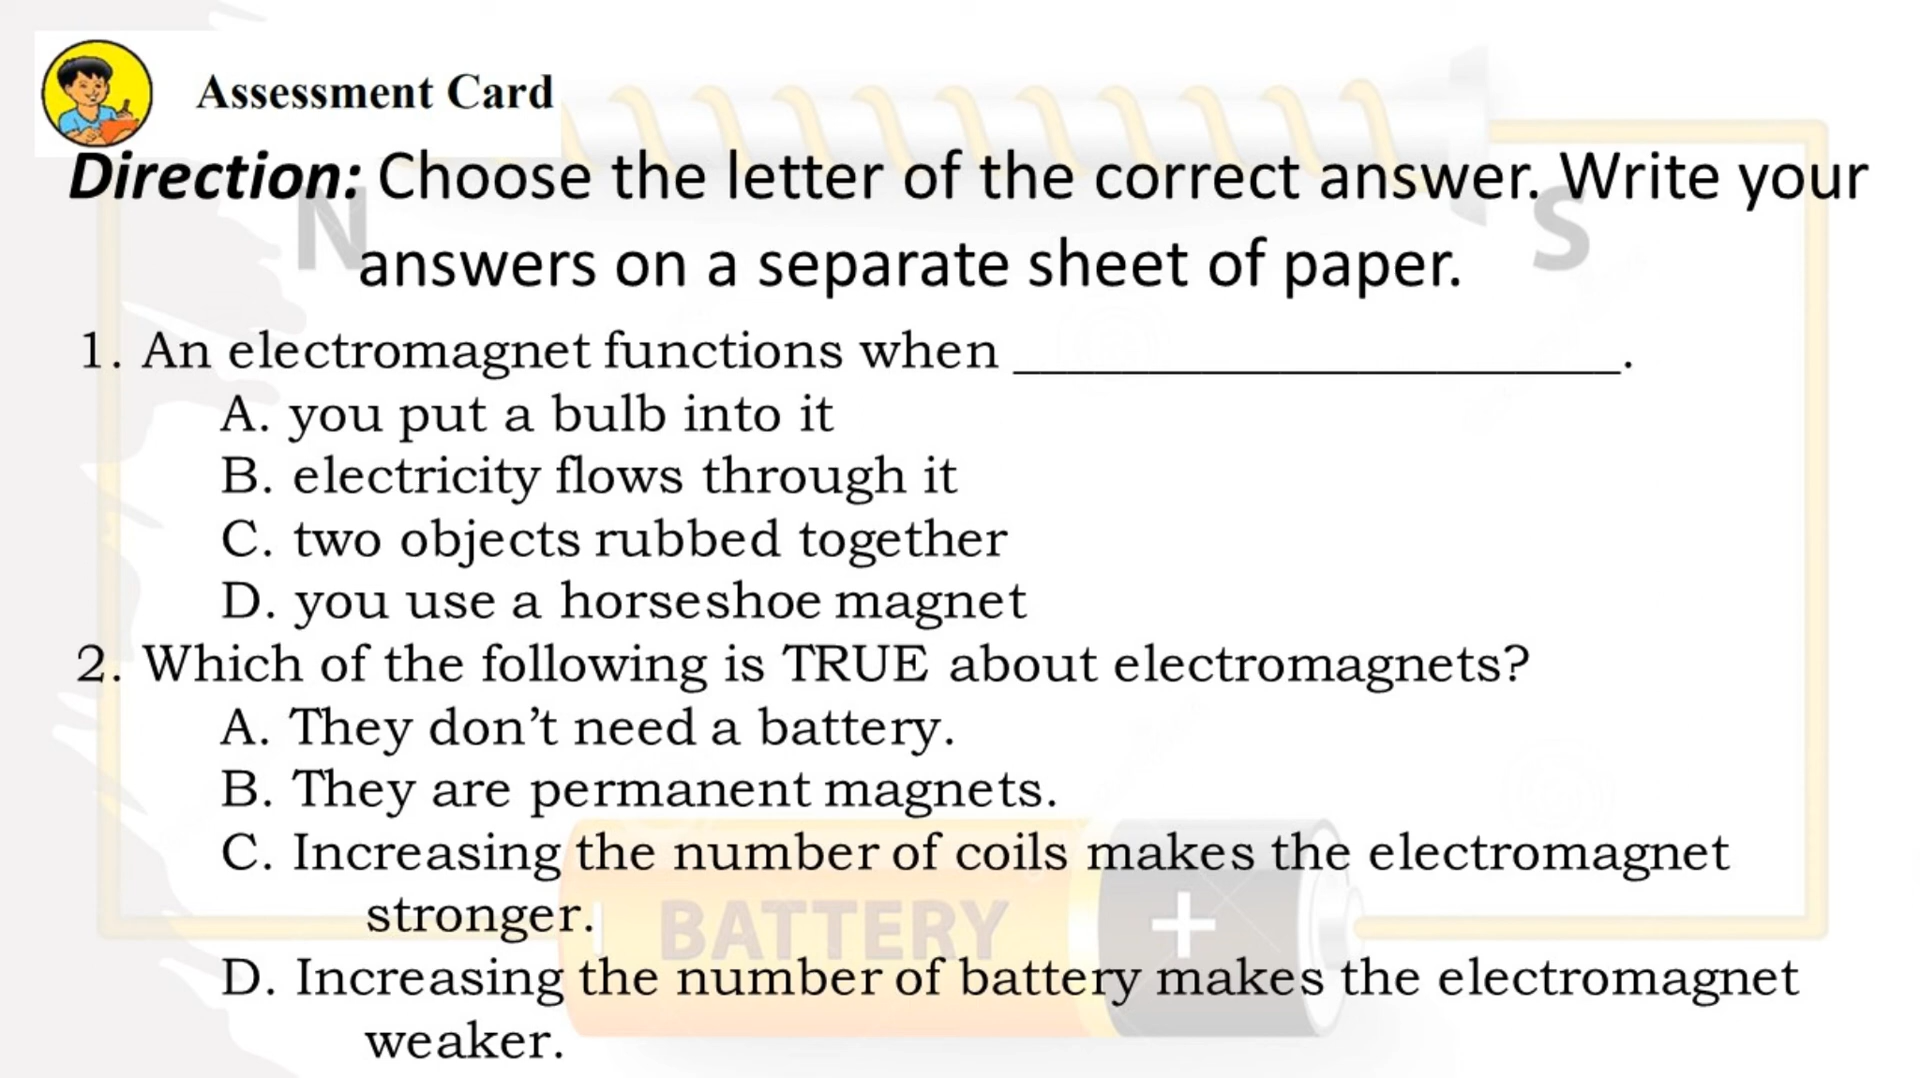 Assessment Card
Direction: Choose the letter of the correct answer. Write your
answers on a separate sheet of paper.
N
S
1. An electromagnet functions when ______________________.
A. you put a bulb into it
B. electricity flows through it
C. two objects rubbed together
D. you use a horseshoe magnet
2. Which of the following is TRUE about electromagnets?
A. They don’t need a battery.
B. They are permanent magnets.
C. Increasing the number of coils makes the electromagnet
stronger.
BATTERY +
D. Increasing the number of battery makes the electromagnet
weaker.